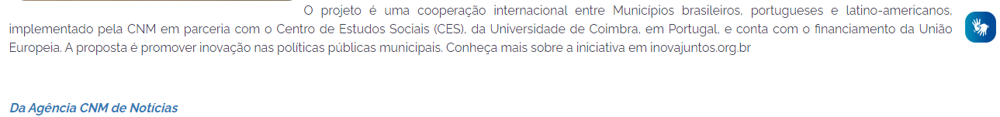 O projeto é uma cooperação internacional entre Municípios brasileiros, portugueses e latino-americanos,
implementado pela CNM em parceria com o Centro de Estudos Sociais (CES), da Universidade de Coimbra, em Portugal, e conta com o financiamento da União
Europeia. A proposta é promover inovação nas políticas públicas municipais. Conheça mais sobre a iniciativa em inovajuntos.org.br
Da Agência CNM de Notícias